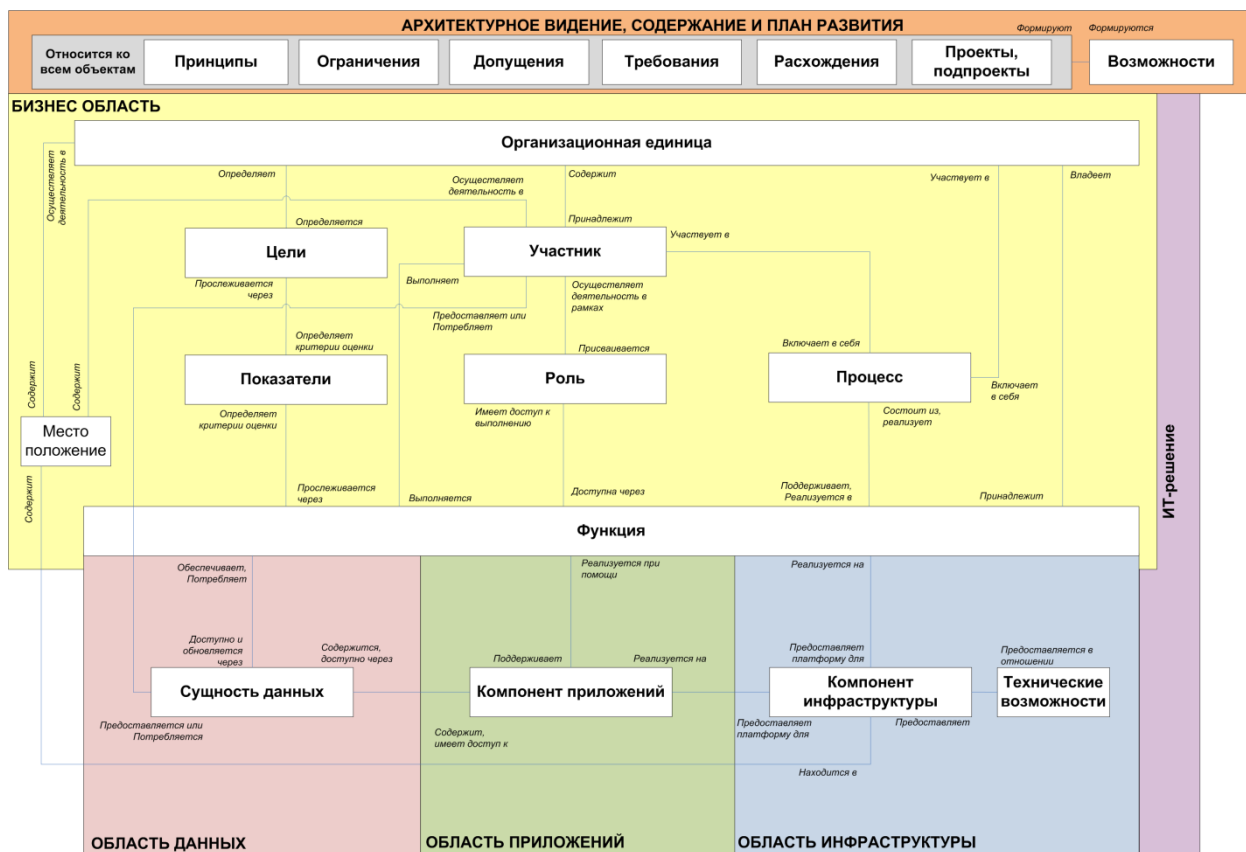 АРХИТЕКТУРНОЕ ВИДЕНИЕ, СОДЕРЖАНИЕ И ПЛАН РАЗВИТИЯ
Формируют
Формируются
Относится ко
всем объектам
Принципы
Ограничения
Допущения
Требования
Расхождения
Проекты,
подпроекты
Возможности
БИЗНЕС ОБЛАСТЬ
Организационная единица
Осуществляет
деятельность в
Определяет
Осуществляет
деятельность в
Содержит
Участвует в
Владеет
Определяется
Принадлежит
Участвует в
Цели
Участник
Прослеживается
через
Выполняет
Осуществляет
деятельность в
рамках
Предоставляет или
Потребляет
Определяет
критерии оценки
Присваивается
Включает в себя
Содержит
Содержит
Показатели
Роль
Процесс
Включает
в себя
Определяет
критерии оценки
Имеет доступ к
выполнению
Состоит из,
реализует
Место
положение
Содержит
Прослеживается
через
Выполняется
Доступна через
Поддерживает,
Реализуется в
Принадлежит
ИТ-решение
Функция
Обеспечивает,
Потребляет
Реализуется при
помощи
Реализуется на
Доступно и
обновляется
через
Содержится,
доступно через
Поддерживает
Реализуется на
Предоставляет
платформу для
Предоставляется в
отношении
Сущность данных
Компонент приложений
Компонент
инфраструктуры
Технические
возможности
Предоставляется или
Потребляется
Содержит,
имеет доступ к
Предоставляет
платформу для
Предоставляет
Находится в
ОБЛАСТЬ ДАННЫХ
ОБЛАСТЬ ПРИЛОЖЕНИЙ
ОБЛАСТЬ ИНФРАСТРУКТУРЫ